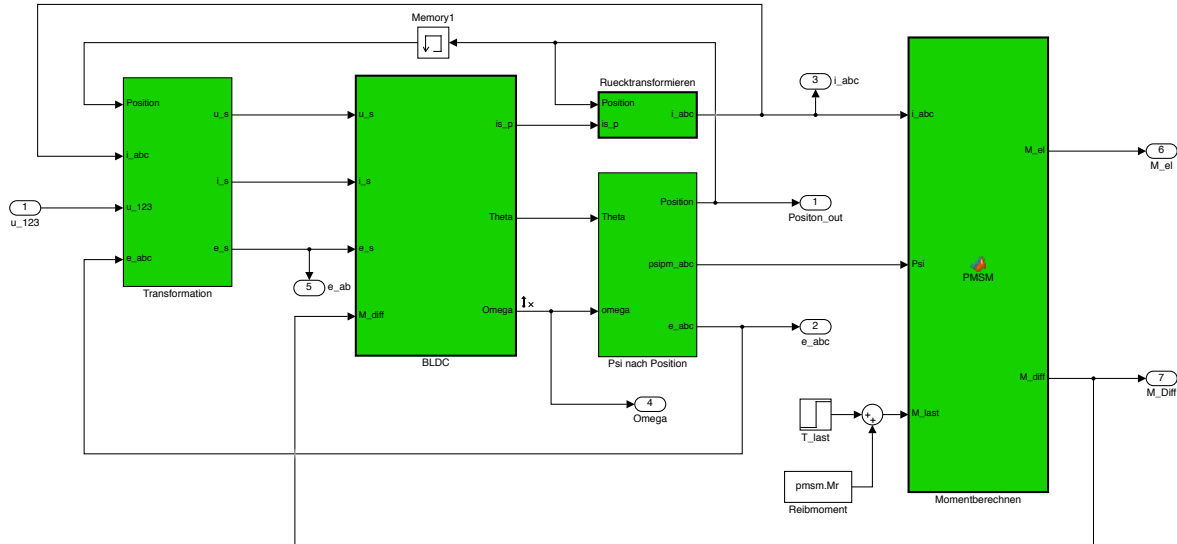 Memory1
Ruecktransformieren
Position
i_abc
is_p
3
i_abc
Position
i_abc
u_123
e_abc
u_s
i_s
e_s
Transformation
1
u_123
u_s
i_s
e_s
M_diff
is_p
Theta
Omega
BLDC
5
e_ab
x
Theta
omega
Position
psipm_abc
e_abc
Psi nach Position
1
Positon_out
2
e_abc
4
Omega
T_last
++
pmsm.Mr
Reibmoment
i_abc
Psi
M_last
M_el
M_diff
PMSM
Momentberechnen
6
M_el
7
M_Diff